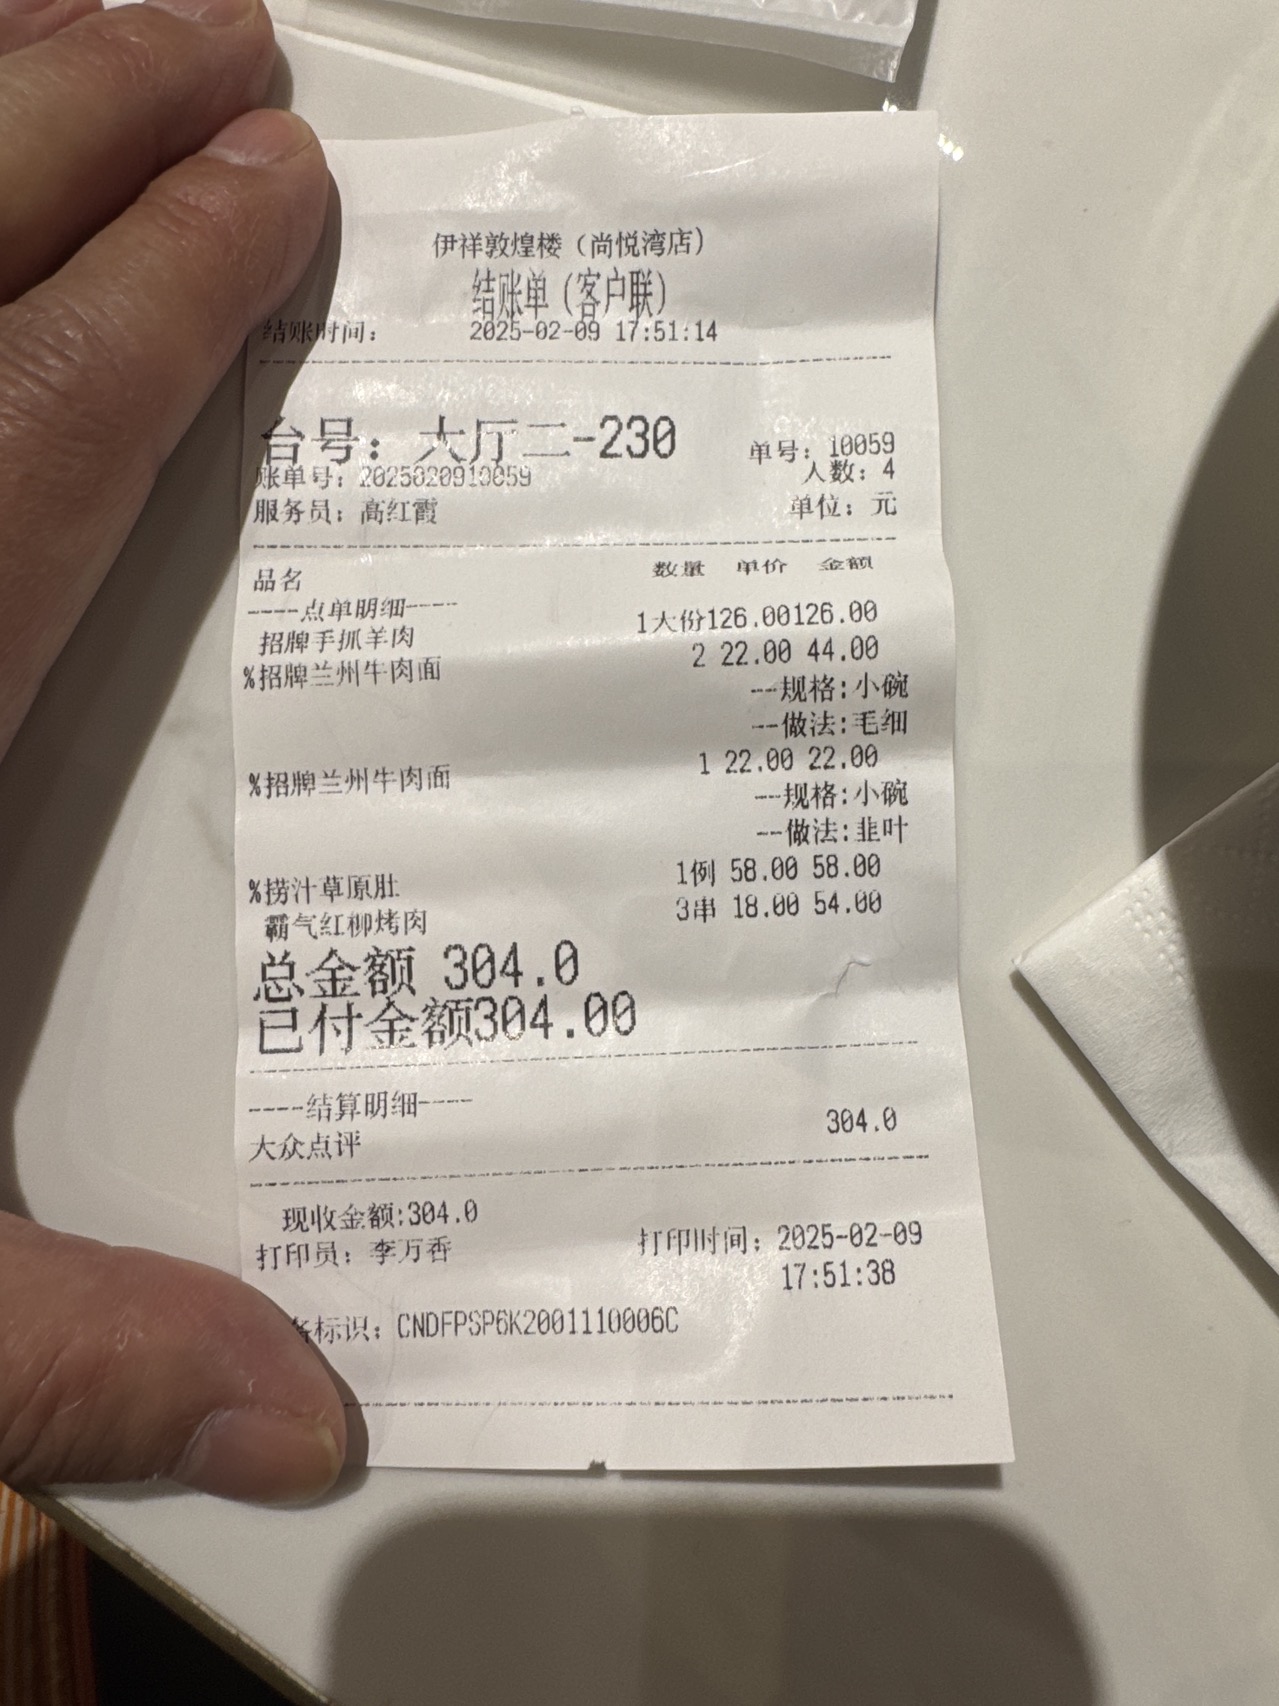 伊祥敦煌楼（尚悦湾店）
结账单（客户联）
结账时间： 2025-02-09 17:51:14
台号：大厅二-230 单号：10059
账单号：2025020910059 人数：4
服务员：高红霞 单位：元
品名 数量 单价 金额
----点单明细----
招牌手抓羊肉 1大份126.00126.00
%招牌兰州牛肉面 2 22.00 44.00
--规格:小碗
--做法:毛细
%招牌兰州牛肉面 1 22.00 22.00
--规格:小碗
--做法:韭叶
%捞汁草原肚 1例 58.00 58.00
霸气红柳烤肉 3串 18.00 54.00
总金额 304.0
已付金额304.00
----结算明细----
大众点评 304.0
现收金额:304.0
打印员：李万香 打印时间：2025-02-09
17:51:38
标识：CNDFPSP6K2001110006C